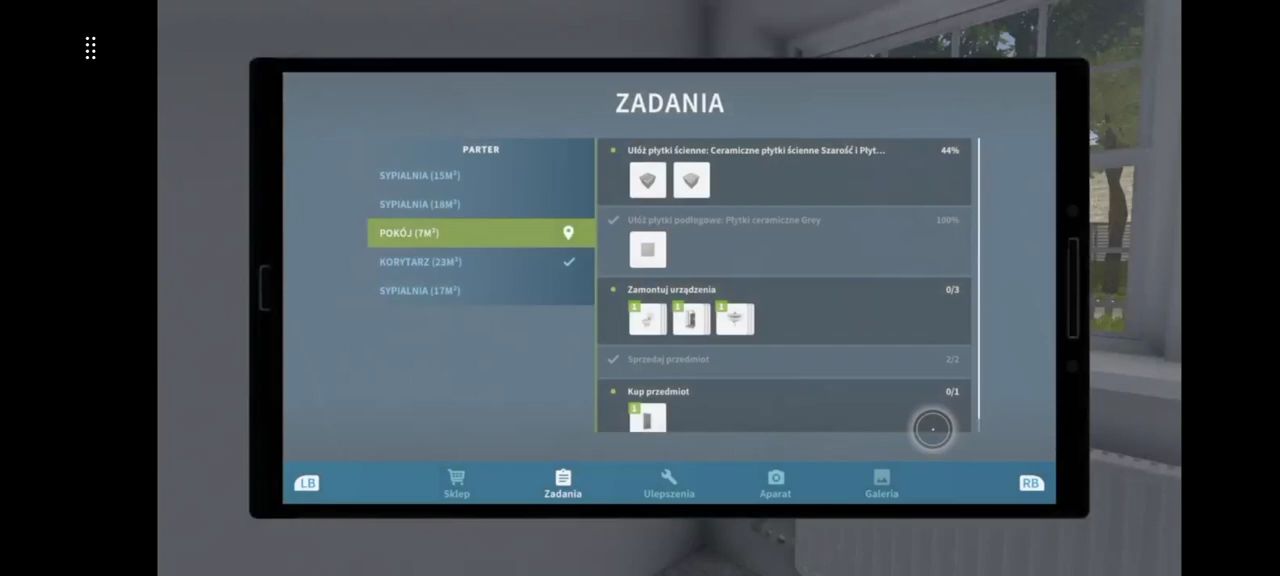 ZADANIA
PARTER
SYPIALNIA (15M²)
SYPIALNIA (18M²)
POKÓJ (7M²)
KORYTARZ (23M²)
SYPIALNIA (17M²)
Ułóż płytki ścienne: Ceramiczne płytki ścienne Szarość i Płyt... 44%
Ułóż płytki podłogowe: Płytki ceramiczne Grey 100%
Zamontuj urządzenia 0/3
1 1 1
Sprzedaj przedmiot 2/2
Kup przedmiot 0/1
1
LB Sklep Zadania Ulepszenia Aparat Galeria RB